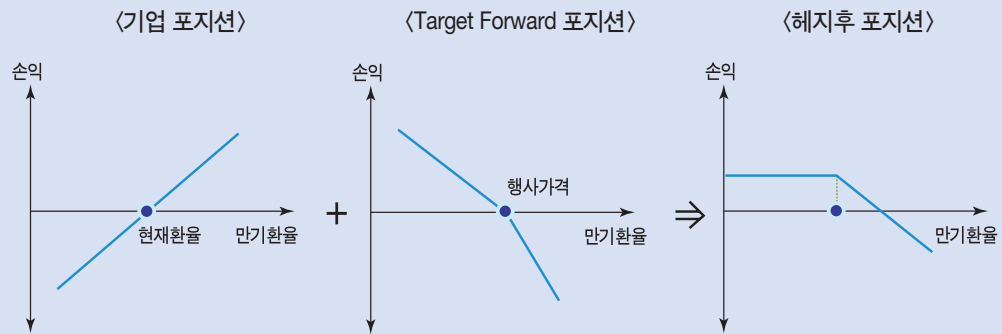 〈기업 포지션〉
〈Target Forward 포지션〉
〈헤지후 포지션〉
손익
손익
손익
행사가격
+
⇒
현재환율
만기환율
만기환율
만기환율